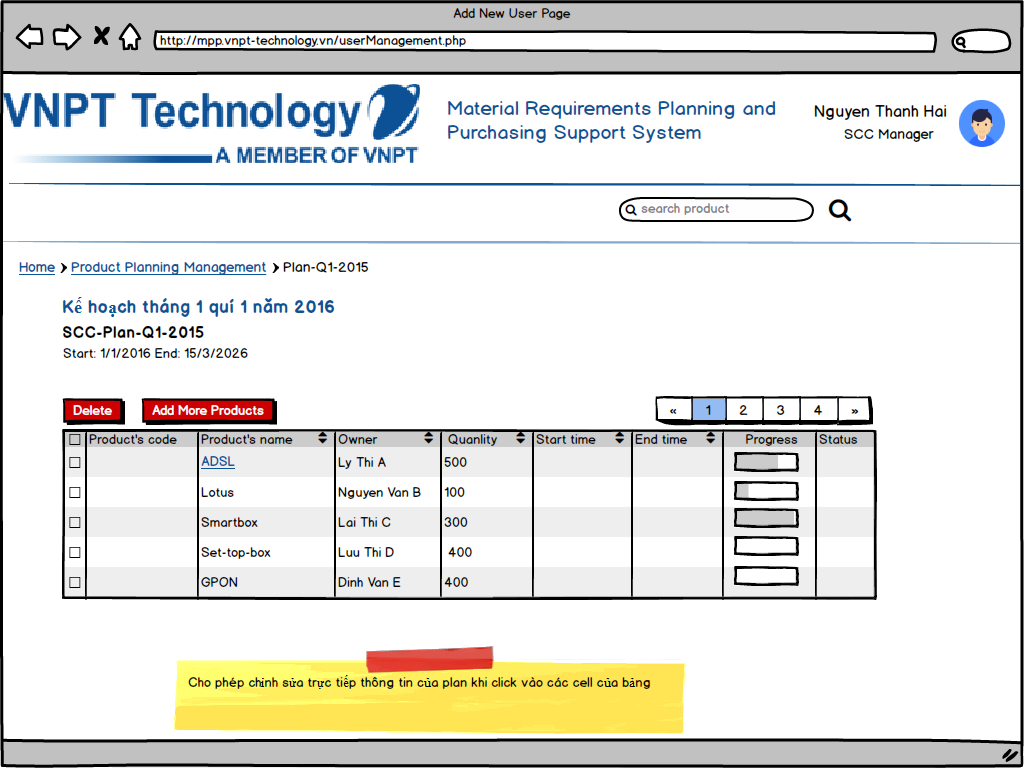 Add New User Page
http://mpp.vnpt-technology.vn/userManagement.php
VNPT Technology
A MEMBER OF VNPT
Material Requirements Planning and
Purchasing Support System
Nguyen Thanh Hai
SCC Manager
search product
Home > Product Planning Management > Plan-Q1-2015
Kế hoạch tháng 1 quí 1 năm 2016
SCC-Plan-Q1-2015
Start: 1/1/2016 End: 15/3/2026
Delete Add More Products « 1 2 3 4 »
Product's code Product's name Owner Quanlity Start time End time Progress Status
ADSL Ly Thi A 500
Lotus Nguyen Van B 100
Smartbox Lai Thi C 300
Set-top-box Luu Thi D 400
GPON Dinh Van E 400
Cho phép chỉnh sửa trực tiếp thông tin của plan khi click vào các cell của bảng